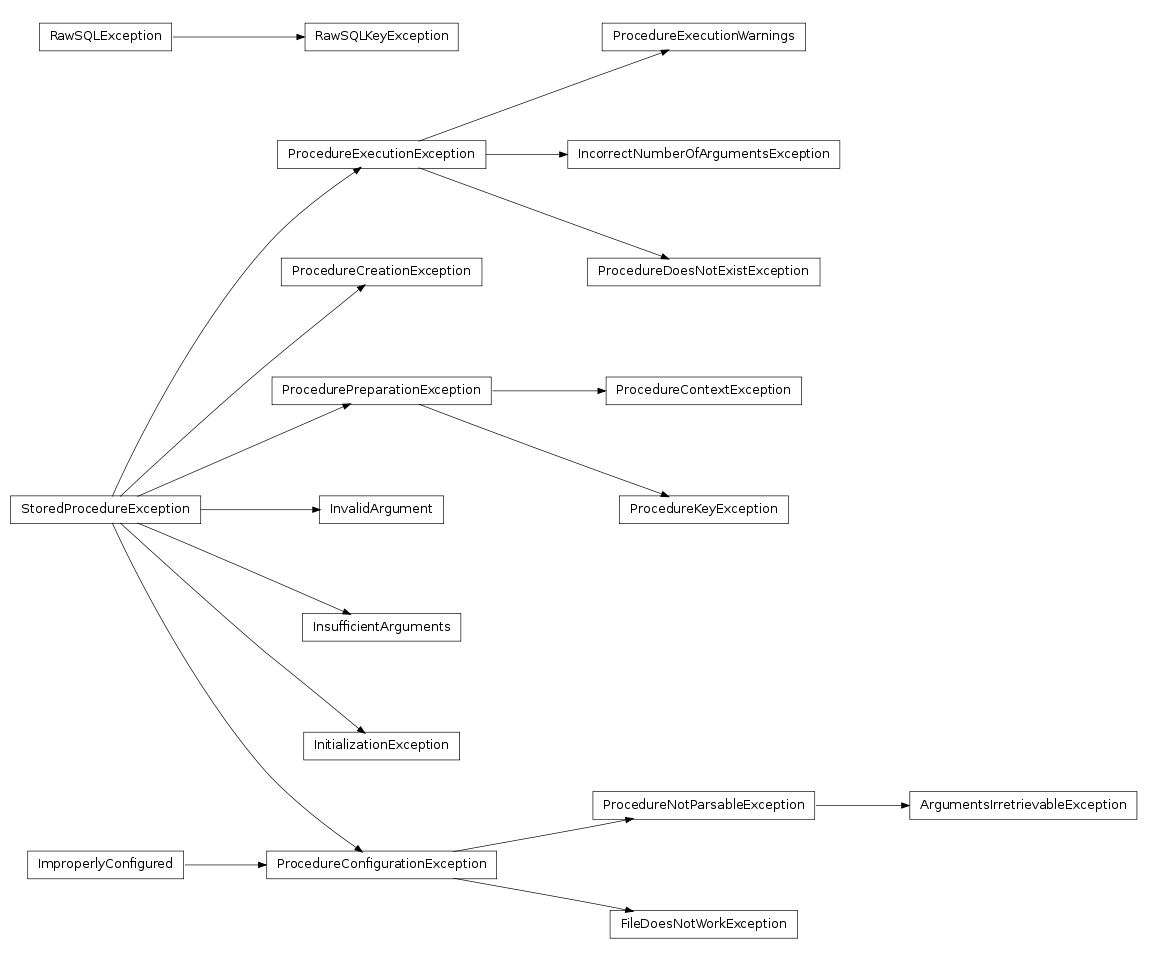 RawSQLException
RawSQLKeyException
ProcedureExecutionWarnings
ProcedureExecutionException
IncorrectNumberOfArgumentsException
ProcedureCreationException
ProcedureDoesNotExistException
ProcedurePreparationException
ProcedureContextException
StoredProcedureException
InvalidArgument
ProcedureKeyException
InsufficientArguments
InitializationException
ProcedureNotParsableException
ArgumentsIrretrievableException
ImproperlyConfigured
ProcedureConfigurationException
FileDoesNotWorkException